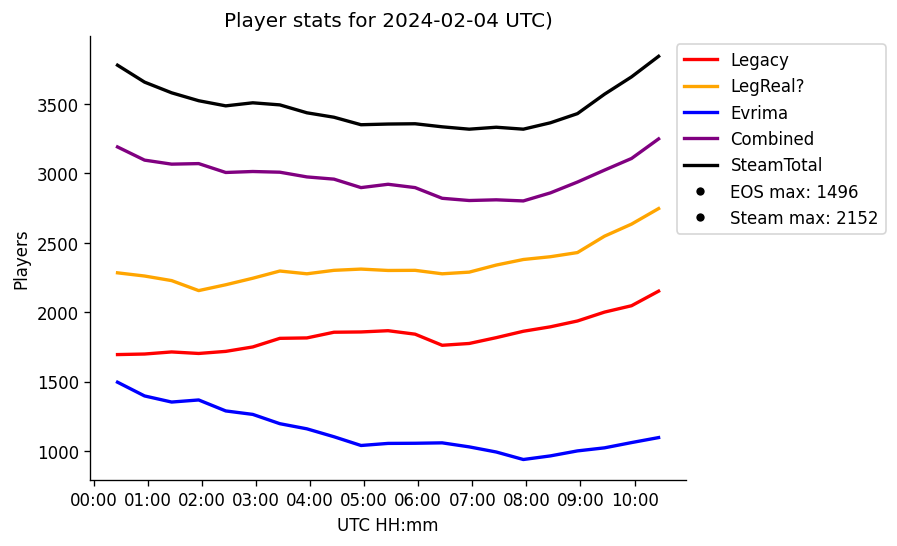 Player stats for 2024-02-04 UTC)
Legacy
LegReal?
Evrima
Combined
SteamTotal
EOS max: 1496
Steam max: 2152
Players
3500
3000
2500
2000
1500
1000
00:00 01:00 02:00 03:00 04:00 05:00 06:00 07:00 08:00 09:00 10:00
UTC HH:mm